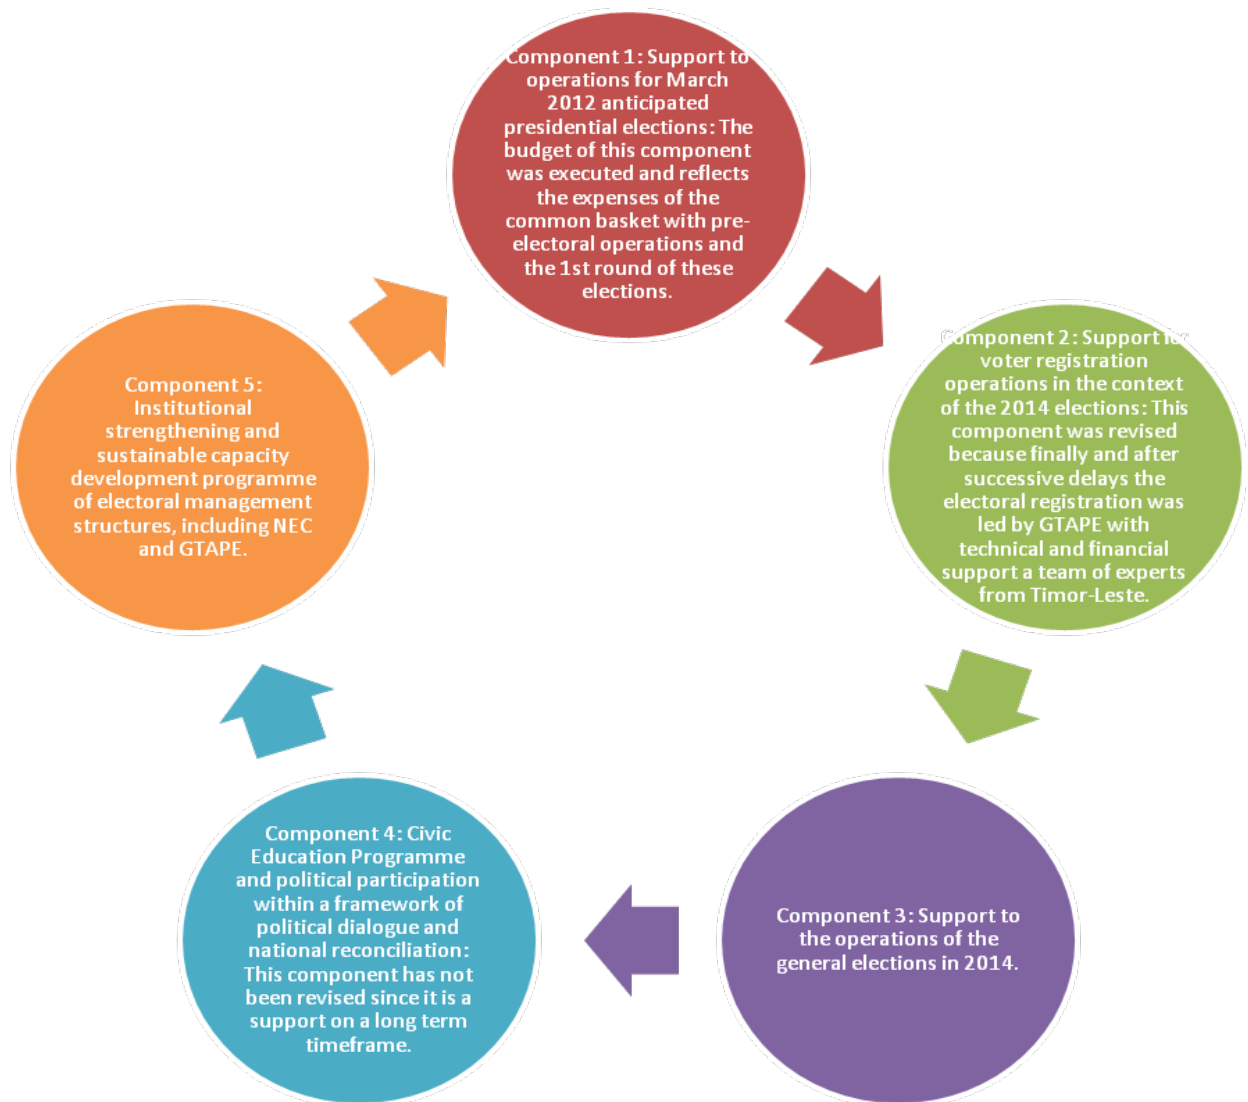 Component 1: Support to
operations for March
2012 anticipated
presidential elections: The
budget of this component
was executed and reflects
the expenses of the
common basket with pre-
electoral operations and
the 1st round of these
elections.
Component 2: Support for
voter registration
operations in the context
of the 2014 elections: This
component was revised
because finally and after
successive delays the
electoral registration was
led by GTAPE with
technical and financial
support a team of experts
from Timor-Leste.
Component 3: Support to
the operations of the
general elections in 2014.
Component 4: Civic
Education Programme
and political participation
within a framework of
political dialogue and
national reconciliation:
This component has not
been revised since it is a
support on a long term
timeframe.
Component 5:
Institutional
strengthening and
sustainable capacity
development programme
of electoral management
structures, including NEC
and GTAPE.